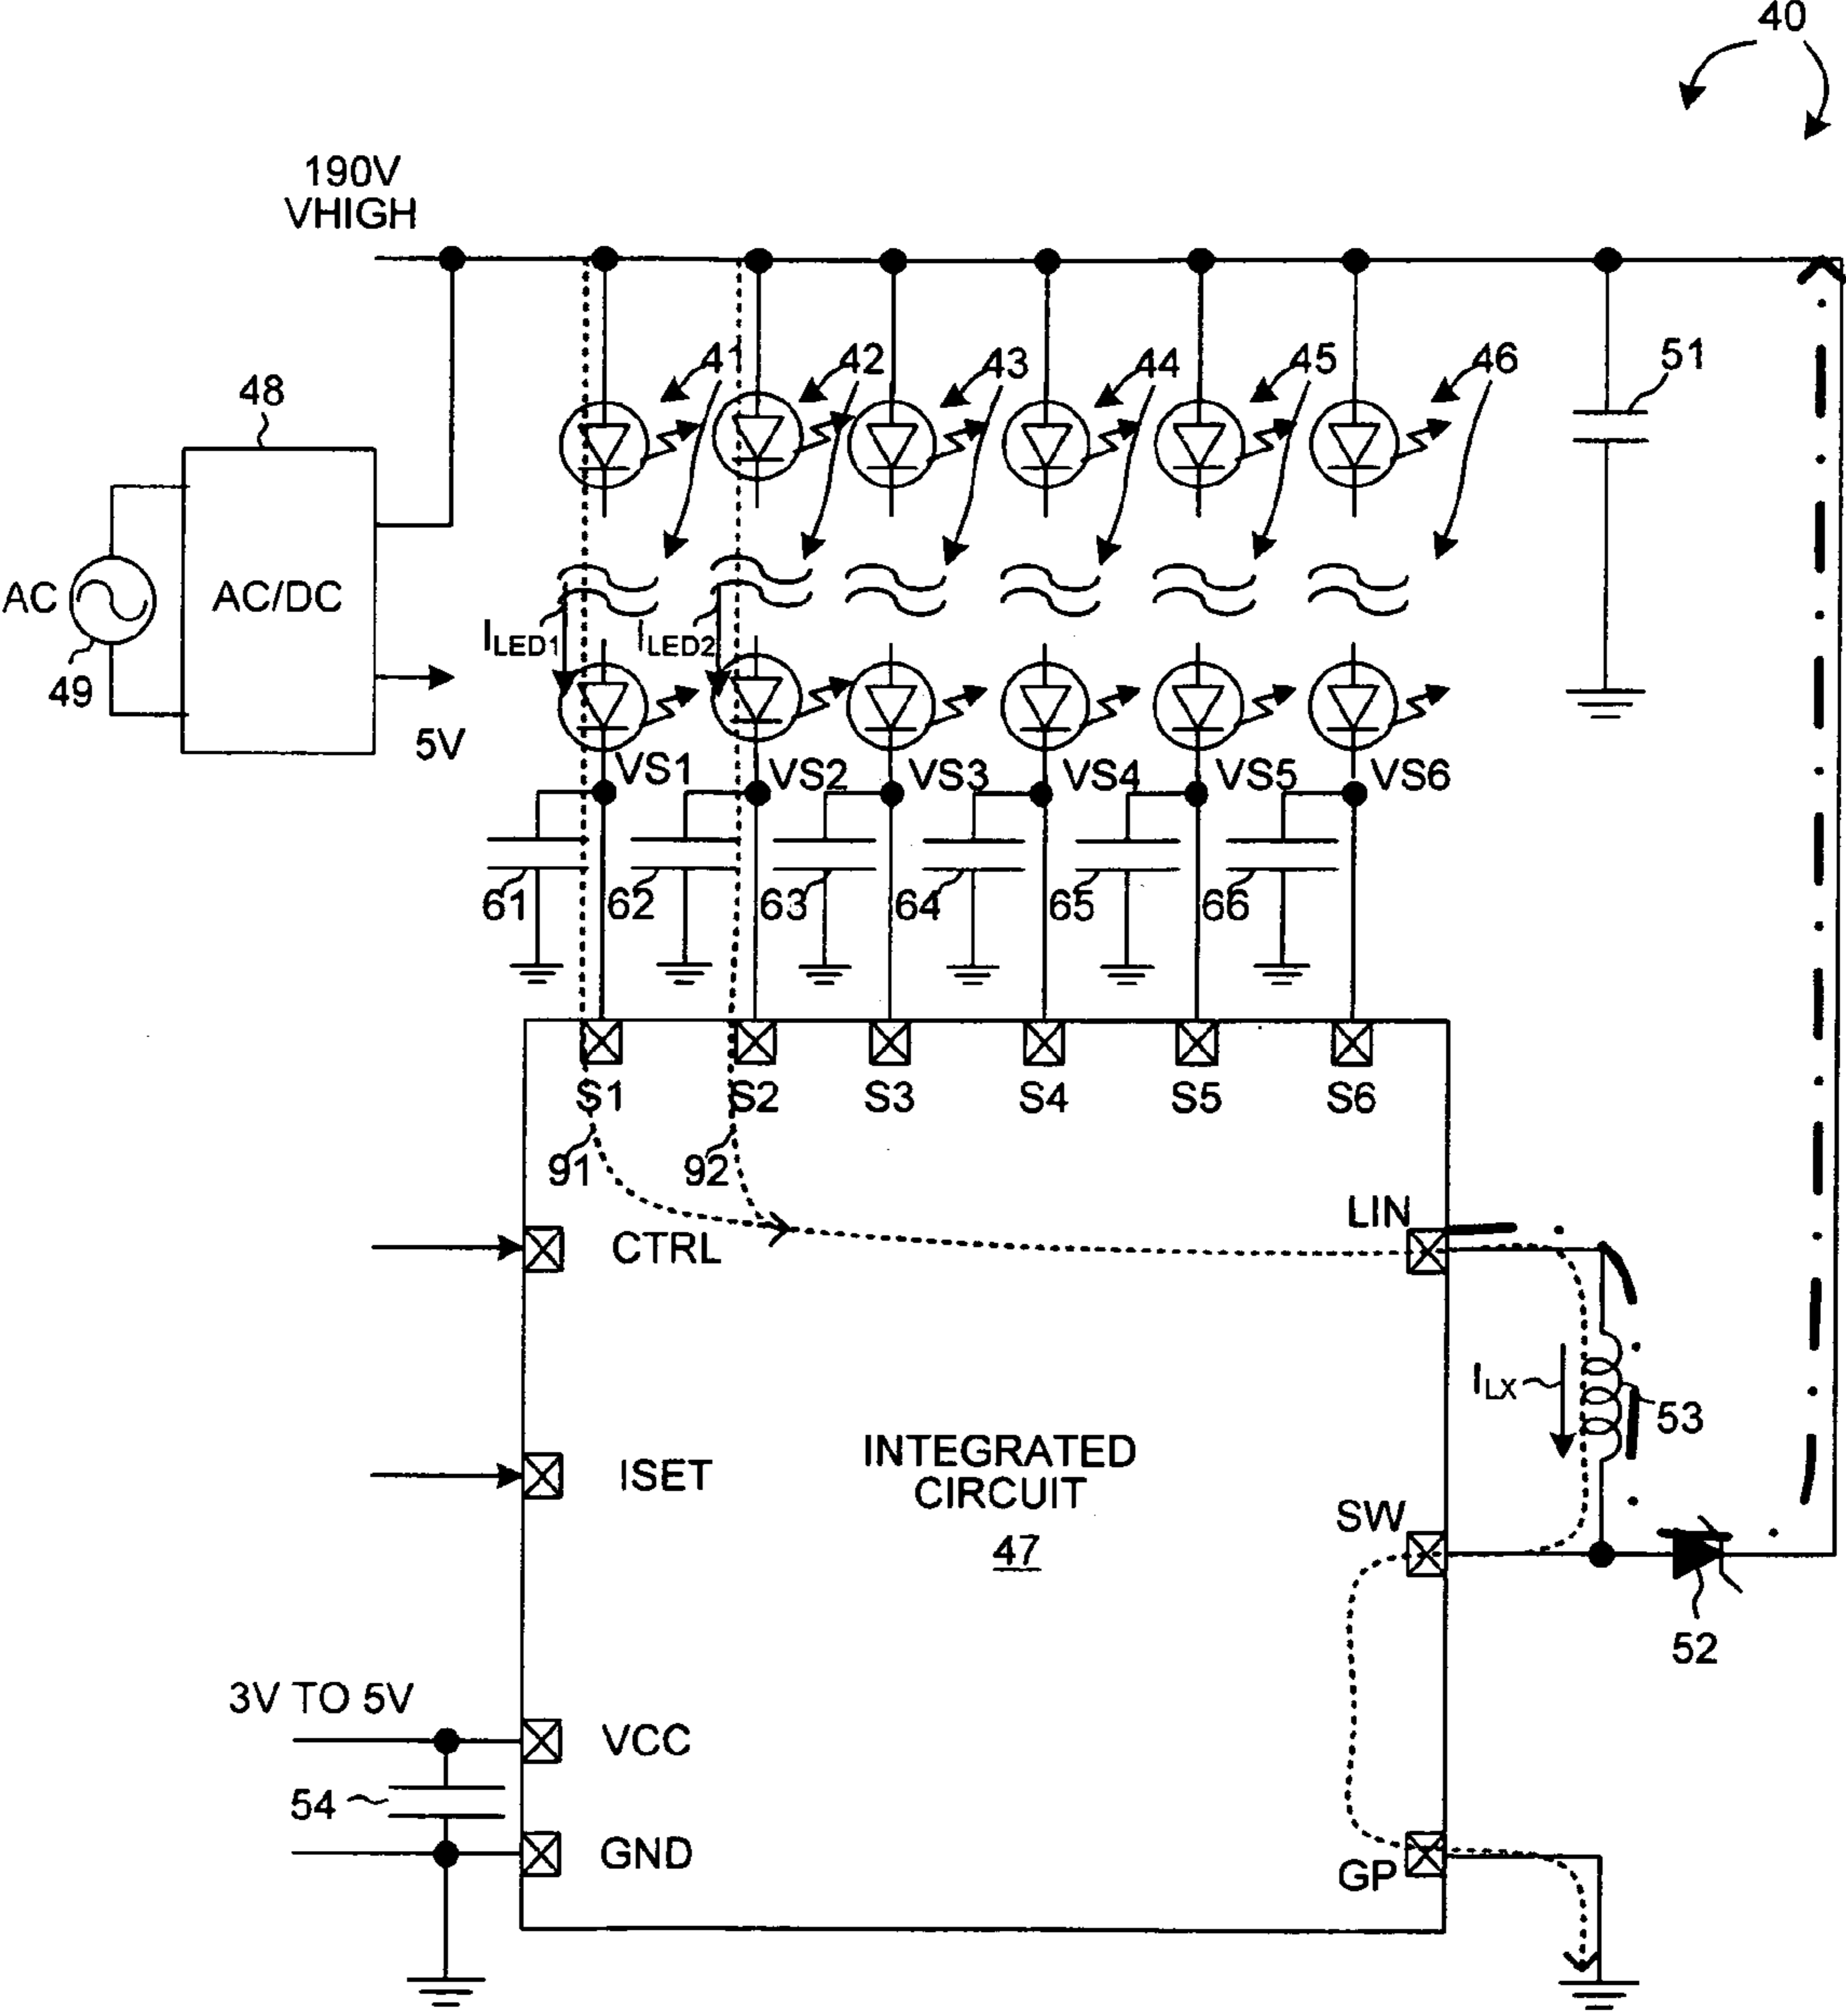 40
190V
VHIGH
41
42
43
44
45
46
51
48
AC
AC/DC
49
5V
ILED1
ILED2
VS1
VS2
VS3
VS4
VS5
VS6
61
62
63
64
65
66
S1
S2
S3
S4
S5
S6
91
92
LIN
CTRL
ILX
53
ISET
INTEGRATED
CIRCUIT
47
SW
52
3V TO 5V
VCC
54
GND
GP